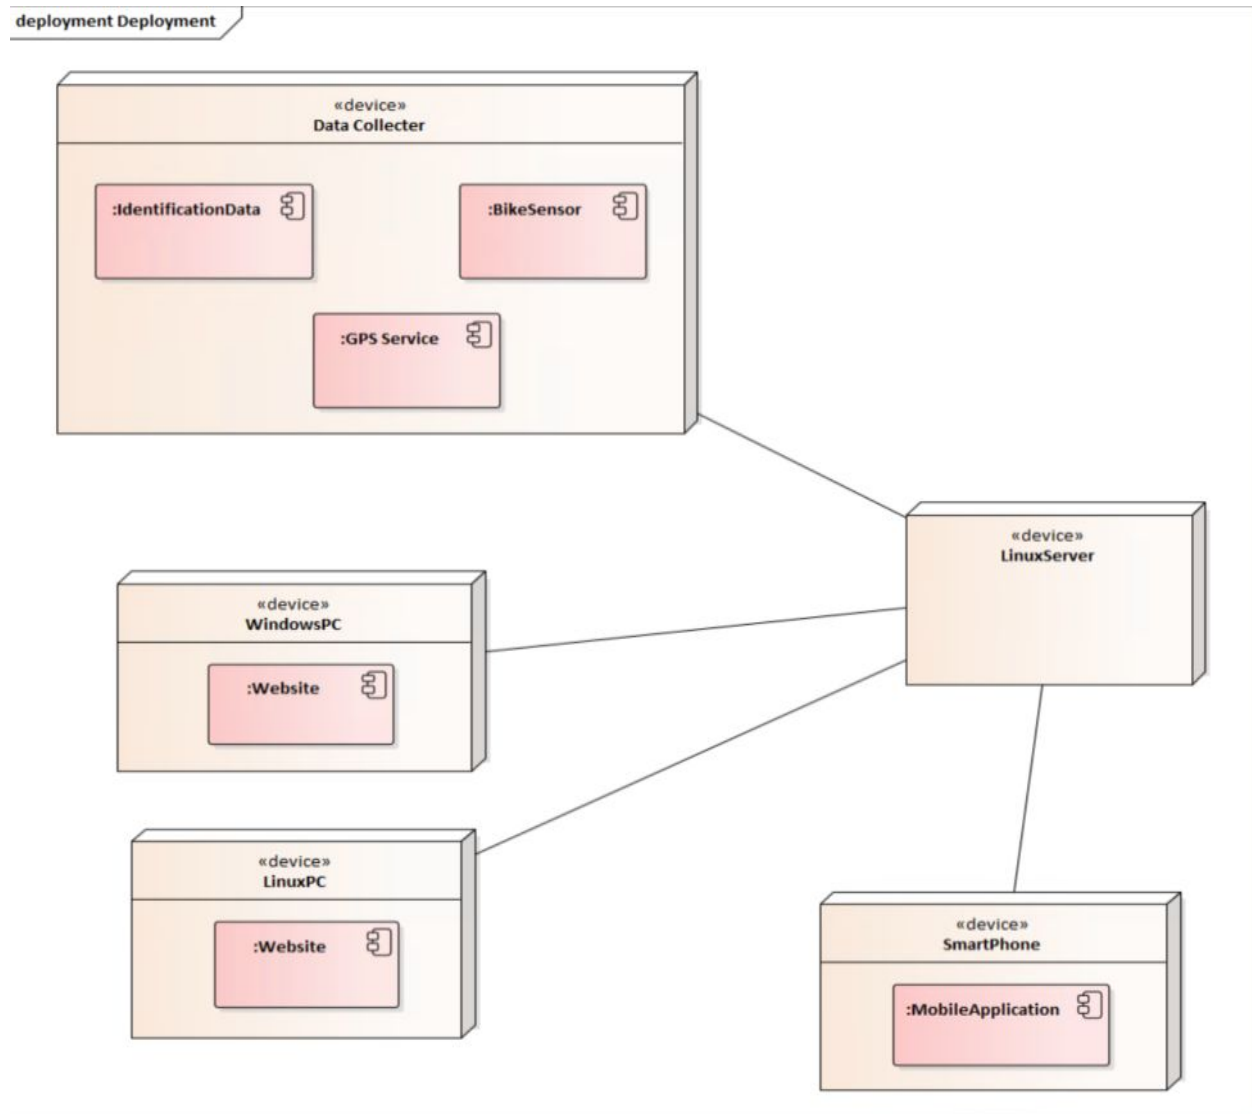 deployment Deployment
«device»
Data Collecter
:IdentificationData
:BikeSensor
:GPS Service
«device»
LinuxServer
«device»
WindowsPC
:Website
«device»
LinuxPC
:Website
«device»
SmartPhone
:MobileApplication